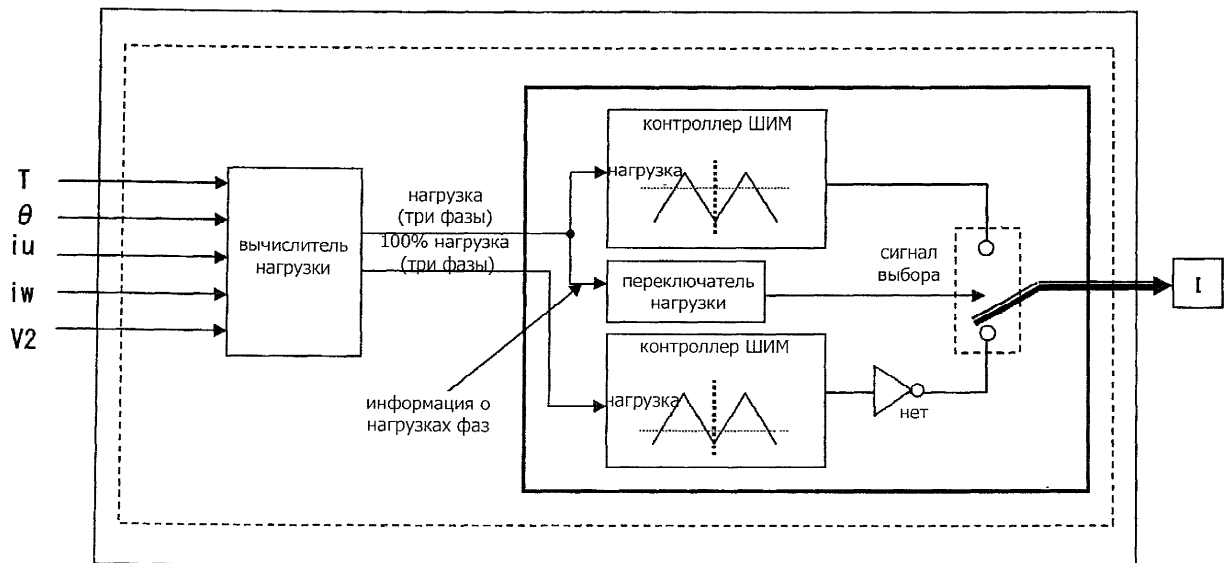 контроллер ШИМ
нагрузка
T
θ
iu
iw
V2
вычислитель
нагрузки
нагрузка
(три фазы)
100% нагрузка
(три фазы)
переключатель
нагрузки
сигнал
выбора
I
контроллер ШИМ
нагрузка
нет
информация о
нагрузках фаз